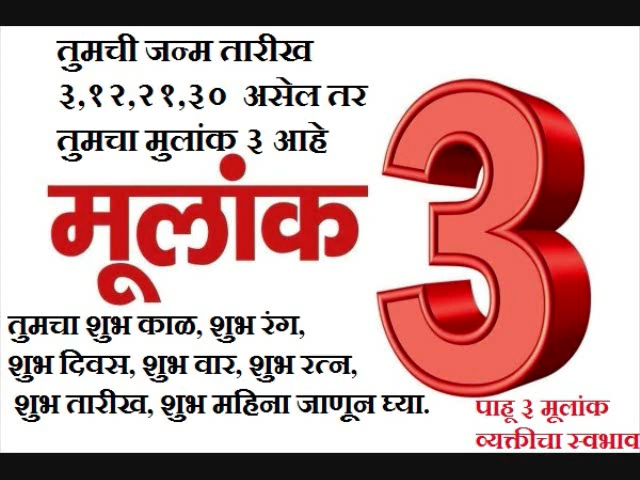 तुमची जन्म तारीख
३,१२,२१,३० असेल तर
तुमचा मुलांक ३ आहे
मूलांक
3
तुमचा शुभ काळ, शुभ रंग,
शुभ दिवस, शुभ वार, शुभ रत्न,
शुभ तारीख, शुभ महिना जाणून घ्या.
पाहू ३ मूलांक
व्यक्तीचा स्वभाव